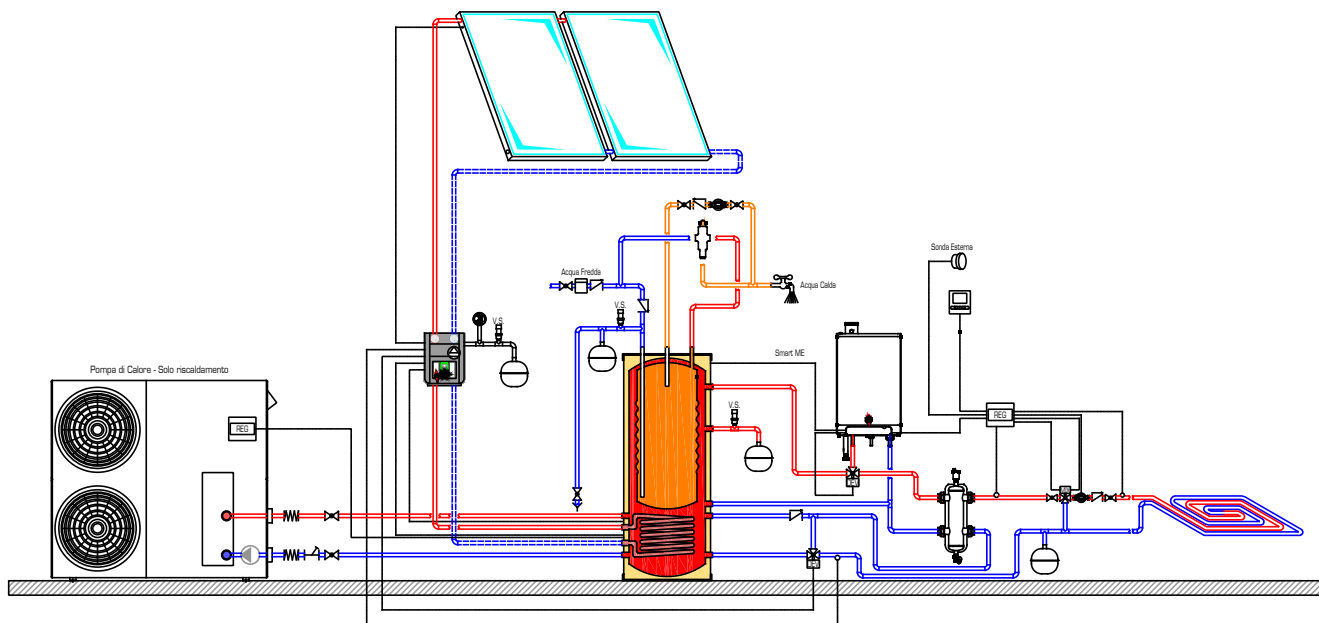 Sonda Esterna
Acqua Fredda
Acqua Calda
V.S.
V.S.
Smart ME
Pompa di Calore - Solo riscaldamento
V.S.
REG
REG